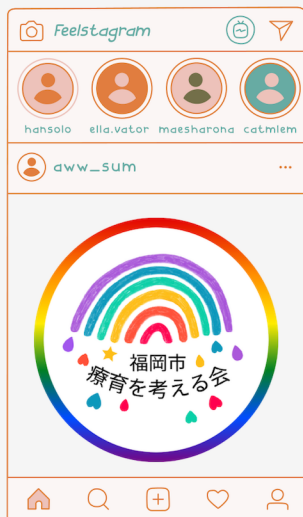 Feelstagram
hansolo
ella.vator
maesharona
catmlem
aww_sum
福岡市
療育を考える会